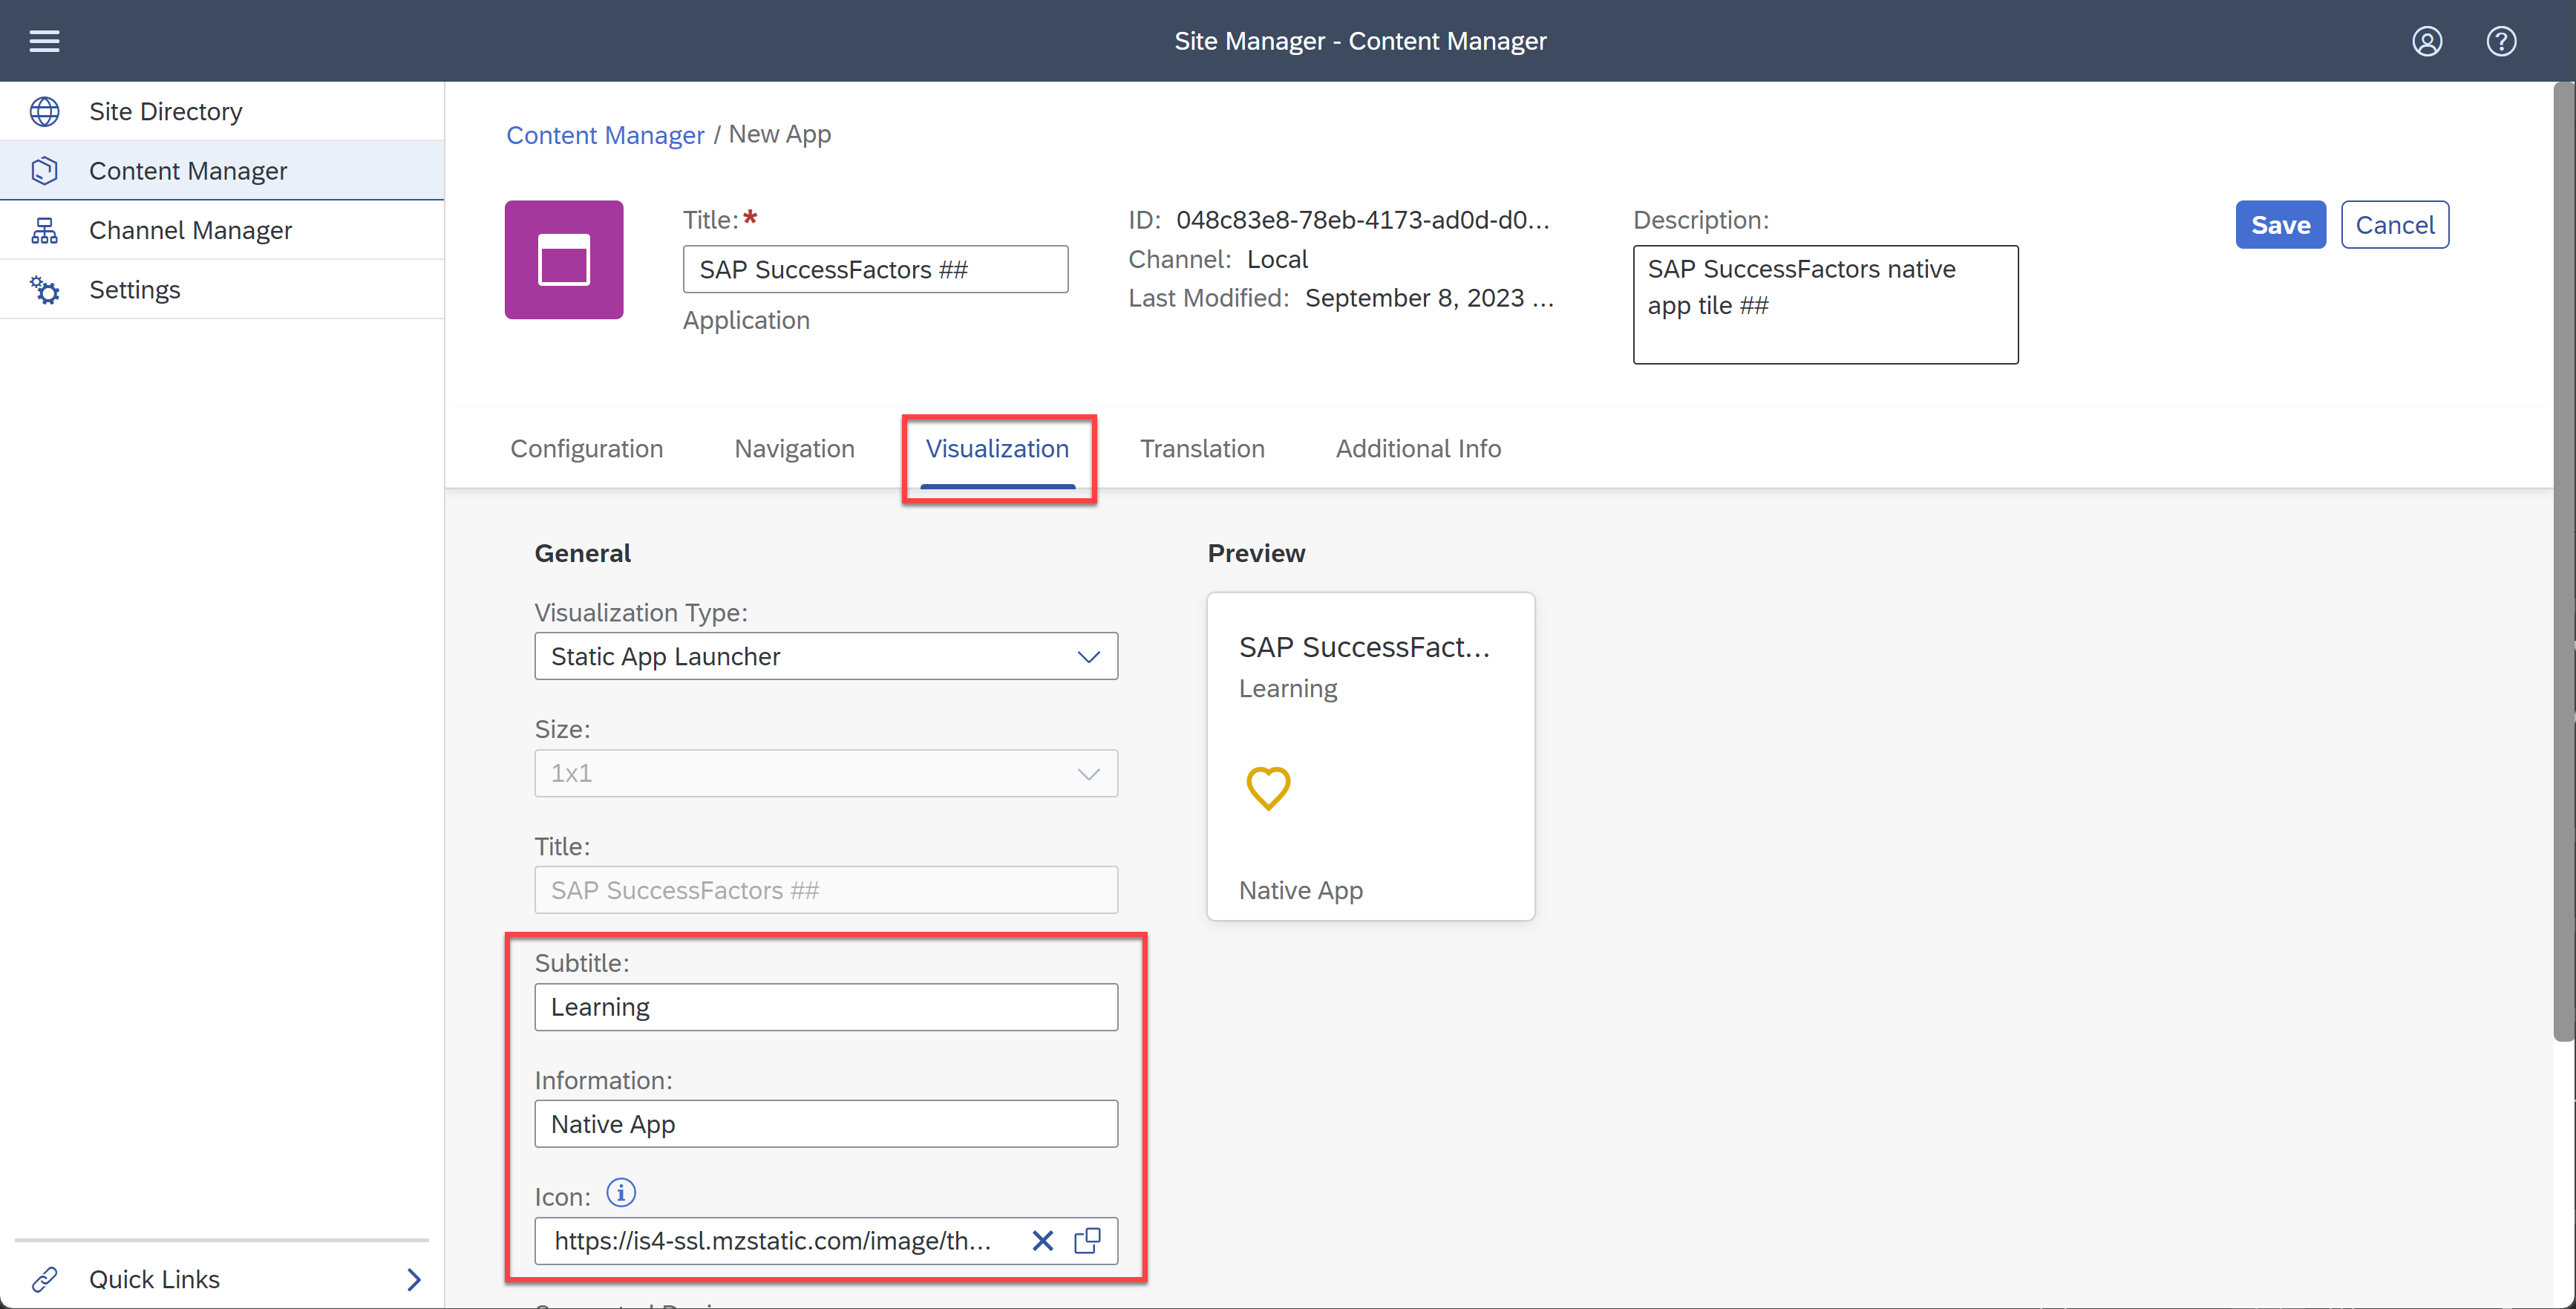 Site Manager - Content Manager
Site Directory
Content Manager
Channel Manager
Settings
Quick Links
Content Manager / New App
Title:*
SAP SuccessFactors ##
Application
ID: 048c83e8-78eb-4173-ad0d-d0...
Channel: Local
Last Modified: September 8, 2023 ...
Description:
SAP SuccessFactors native
app tile ##
Save
Cancel
Configuration
Navigation
Visualization
Translation
Additional Info
General
Visualization Type:
Static App Launcher
Size:
1x1
Title:
SAP SuccessFactors ##
Subtitle:
Learning
Information:
Native App
Icon:
https://is4-ssl.mzstatic.com/image/th...
Preview
SAP SuccessFact...
Learning
Native App